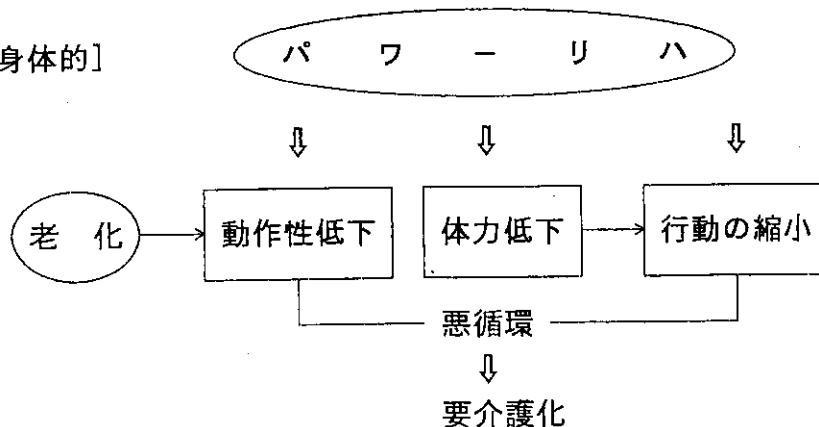 身体的]
パワーリハ
老化
動作性低下
体力低下
行動の縮小
悪循環
要介護化